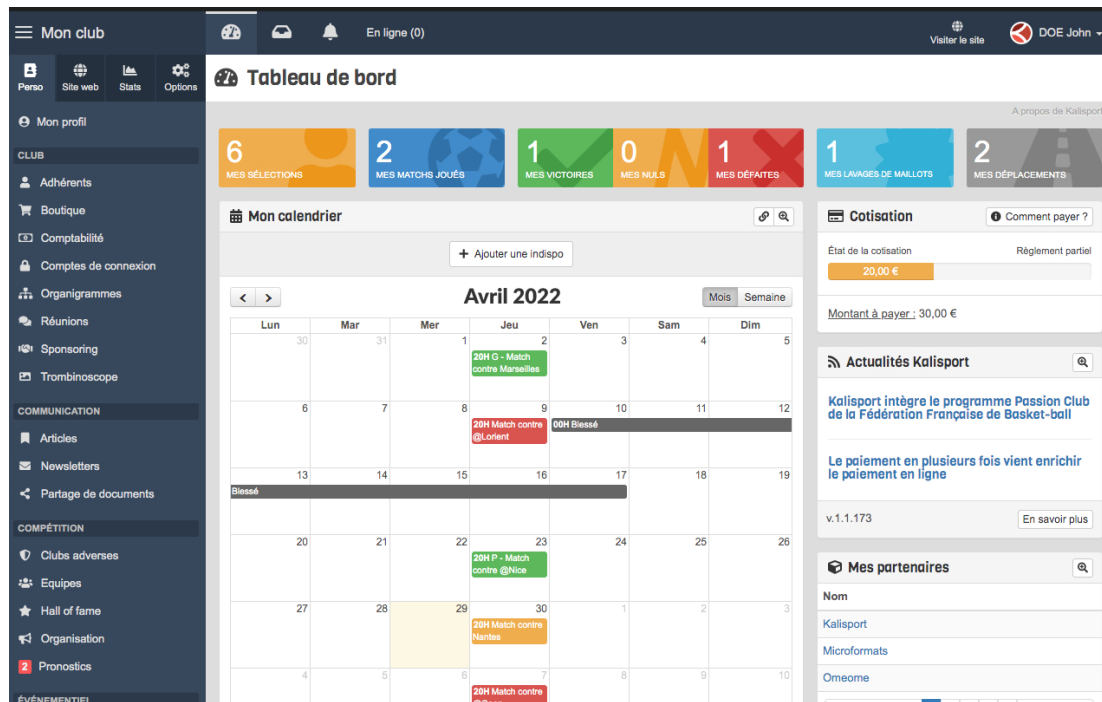 Mon club
En ligne (0)
Visiter le site
DOE John
Perso
Site web
Stats
Options
Tableau de bord
Mon profil
A propos de Kalisport
CLUB
Adhérents
Boutique
Comptabilité
Comptes de connexion
Organigrammes
Réunions
Sponsoring
Trombinoscope
COMMUNICATION
Articles
Newsletters
Partage de documents
COMPÉTITION
Clubs adverses
Equipes
Hall of fame
Organisation
2 Pronostics
ÉVÉNEMENTIEL
6
MES SÉLECTIONS
2
MES MATCHS JOUÉS
1
MES VICTOIRES
0
MES NULS
1
MES DÉFAITES
1
MES LAVAGES DE MAILLOTS
2
MES DÉPLACEMENTS
Mon calendrier
+ Ajouter une indispo
Avril 2022
Mois Semaine
Lun Mar Mer Jeu Ven Sam Dim
30 31 1 2 3 4 5
20H G - Match
contre Marseilles
6 7 8 9 10 11 12
20H Match contre
@Lorient
00H Blessé
13 14 15 16 17 18 19
Blessé
20 21 22 23 24 25 26
20H P - Match
contre @Nice
27 28 29 30 1 2 3
20H Match contre
Nantes
4 5 6 7 8 9 10
20H Match contre
Cotisation
Comment payer ?
État de la cotisation
Règlement partiel
20,00 €
Montant à payer : 30,00 €
Actualités Kalisport
Kalisport intègre le programme Passion Club
de la Fédération Française de Basket-ball
Le paiement en plusieurs fois vient enrichir
le paiement en ligne
v.1.1.173
En savoir plus
Mes partenaires
Nom
Kalisport
Microformats
Omeome